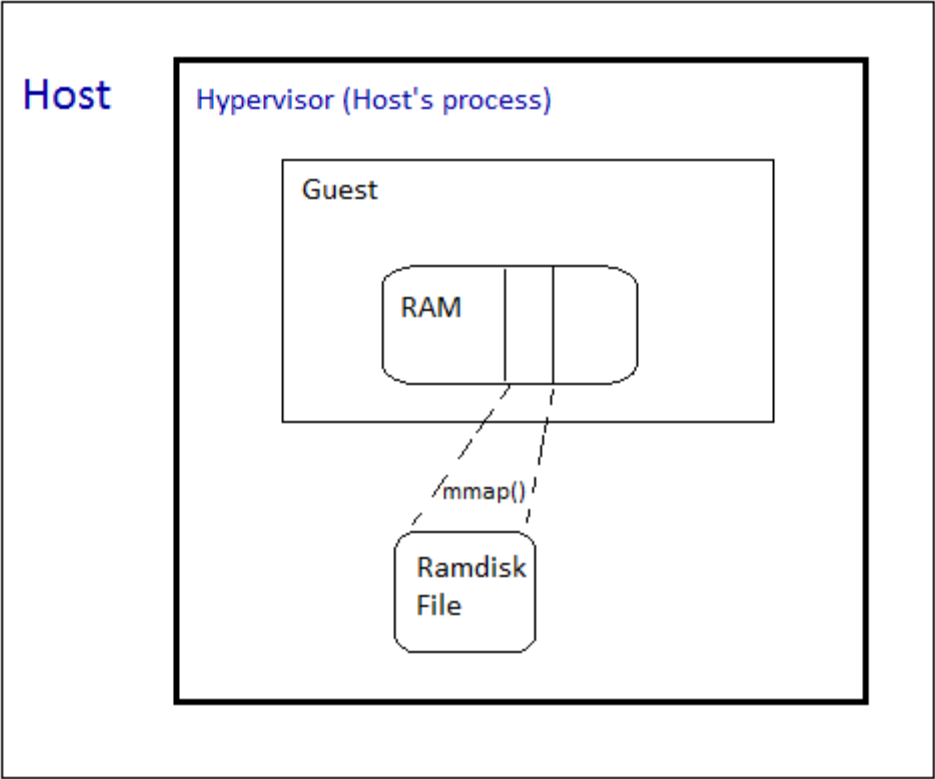 Host
Hypervisor (Host's process)
Guest
RAM
mmap()
Ramdisk
File